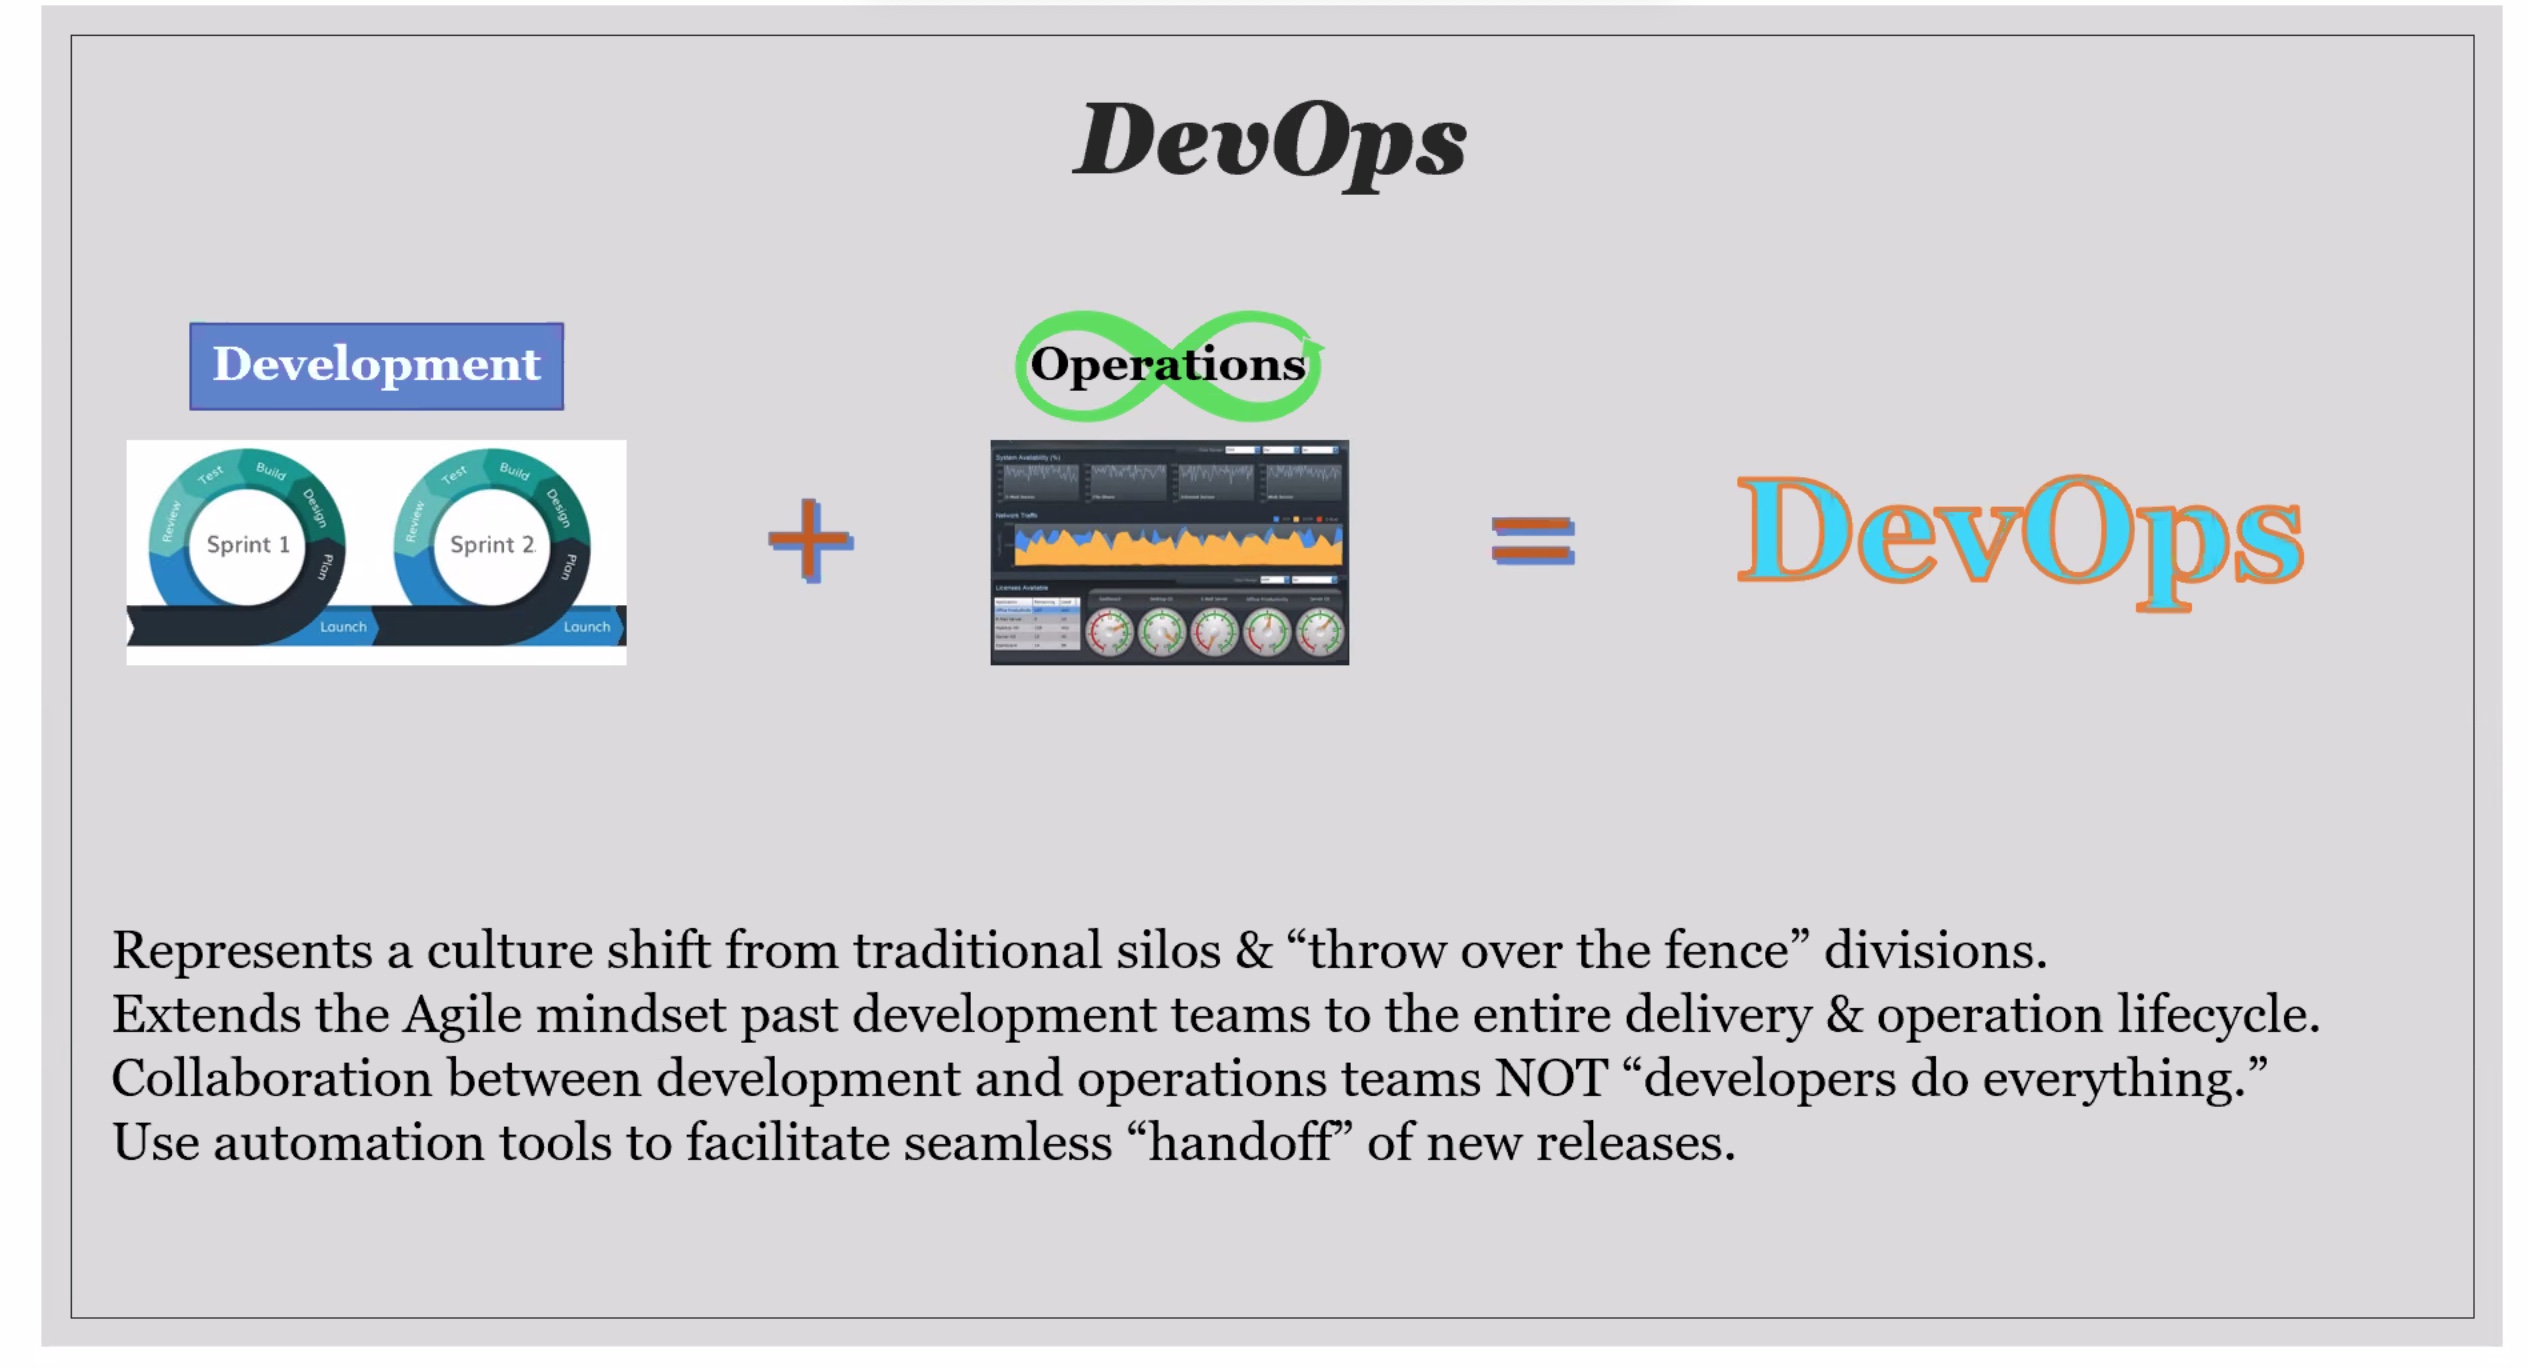 DevOps
Development
Operations
Review
Test
Build
Design
Plan
Sprint 1
Launch
Review
Test
Build
Design
Plan
Sprint 2
Launch
System Availability (%)
Network Traffic
Licenses Available
+
=
DevOps
Represents a culture shift from traditional silos & “throw over the fence” divisions.
Extends the Agile mindset past development teams to the entire delivery & operation lifecycle.
Collaboration between development and operations teams NOT “developers do everything.”
Use automation tools to facilitate seamless “handoff” of new releases.